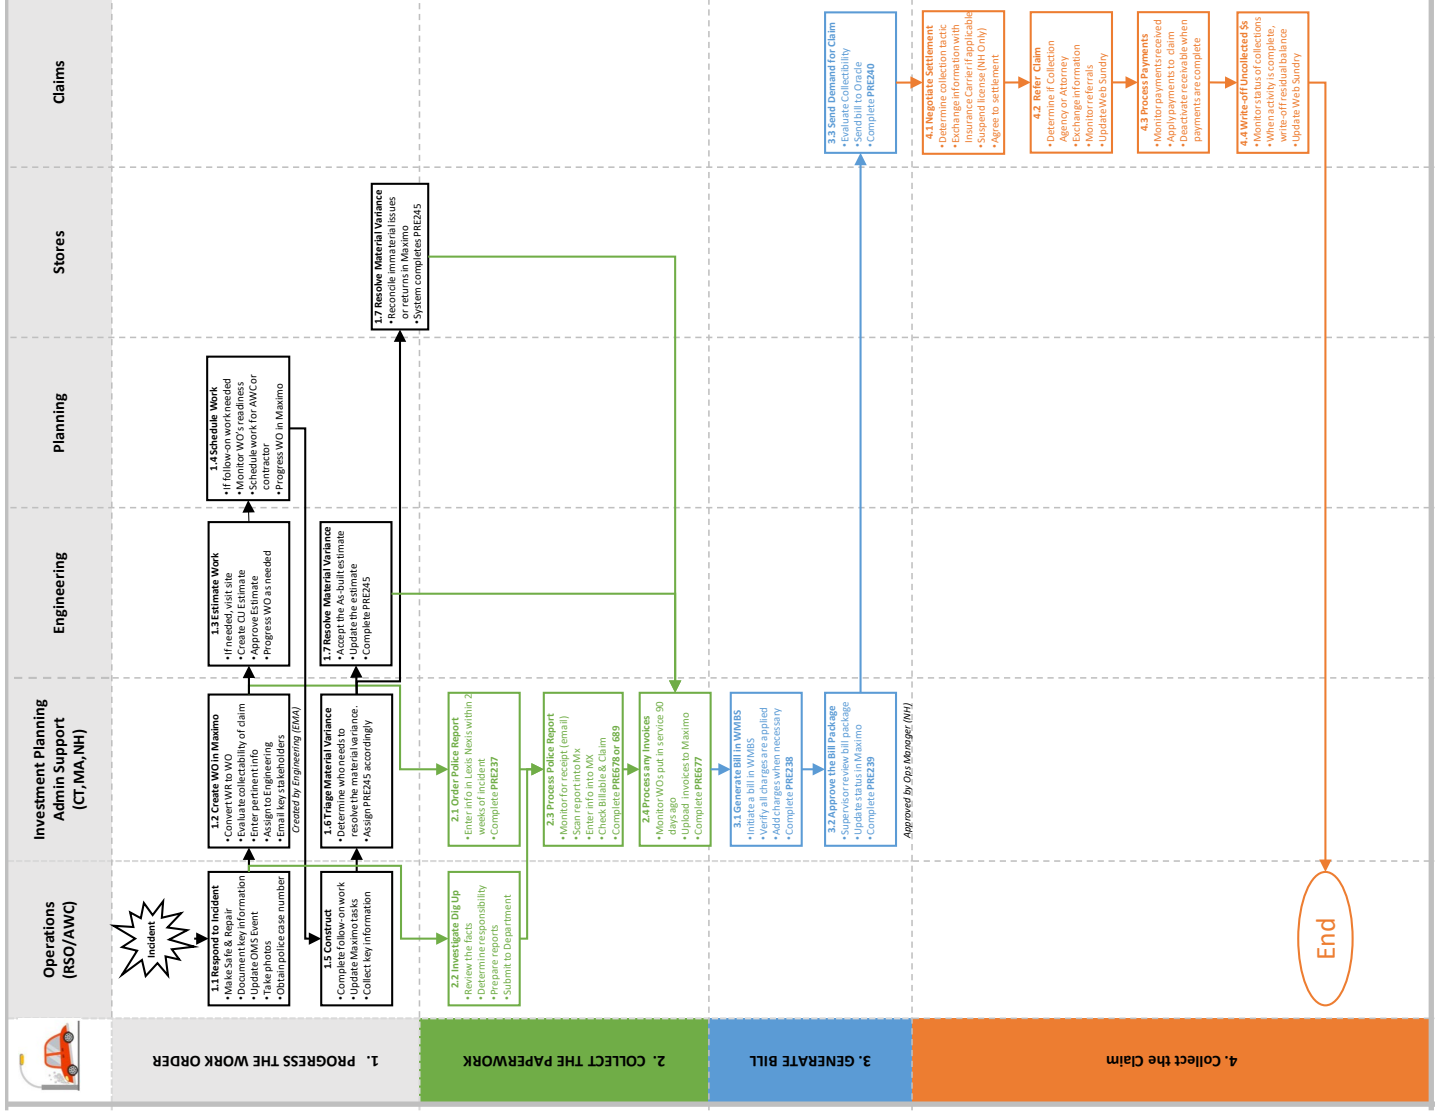 Operations
(RSO/AWC)
Investment Planning
Admin Support
(CT,MA,NH)
Engineering
Planning
Stores
Claims
1. PROGRESS THE WORK ORDER
Incident
1.1 Respond to Incident
• Make Safe & Repair
• Document key information
• Update OMS Event
• Take photos
• Obtain police case number
1.2 Create WO in Maximo
• Convert WR to WO
• Evaluate collectability of claim
• Enter pertinent info
• Assign to Engineering
• Email key stakeholders
Created by Engineering (EMA)
1.3 Estimate Work
• If needed, visit site
• Create CU Estimate
• Approve Estimate
• Progress WO as needed
1.4 Schedule Work
• If follow-on work needed
• Monitor WO's readiness
• Schedule work for AWC or
contractor
• Progress WO in Maximo
1.5 Construct
• Complete follow-on work
• Update Maximo tasks
• Collect key information
1.6 Triage Material Variance
• Determine who needs to
resolve the material variance.
• Assign PRE245 accordingly
1.7 Resolve Material Variance
• Accept the As-built estimate
• Update the estimate
• Complete PRE245
1.7 Resolve Material Variance
• Reconcile immaterial issues
or returns in Maximo
• System completes PRE245
2. COLLECT THE PAPERWORK
2.1 Order Police Report
• Enter info in Lexis Nexis within 2
weeks of incident
• Complete PRE237
2.2 Investigate Dig Up
• Review the facts
• Determine responsibility
• Prepare reports
• Submit to Department
2.3 Process Police Report
• Monitor for receipt (email)
• Scan report into Mx
• Enter info into MX
• Check Billable & Claim
• Complete PRE678 or 689
2.4 Process any Invoices
• Monitor WOs put in service 90
days ago
• Upload Invoices to Maximo
• Complete PRE677
3. GENERATE BILL
3.1 Generate Bill in WMBS
• Initiate a bill in WMBS
• Verify all charges are applied
• Add charges when necessary
• Complete PRE238
3.2 Approve the Bill Package
• Supervisor review bill package
• Update status in Maximo
• Complete PRE239
Approved by Ops Manager (NH)
3.3 Send Demand for Claim
• Evaluate Collectibility
• Send bill to Oracle
• Complete PRE240
4. Collect the Claim
4.1 Negotiate Settlement
• Determine collection tactic
• Exchange information with
Insurance Carrier if applicable
• Suspend license (NH Only)
• Agree to settlement
4.2 Refer Claim
• Determine if Collection
Agency or Attorney
• Exchange information
• Monitor referrals
• Update Web Sundry
4.3 Process Payments
• Monitor payments received
• Apply payments to claim
• Deactivate receivable when
payments are complete
4.4 Write-off Uncollected $s
• Monitor status of collections
• When activity is complete,
write-off residual balance
• Update Web Sundry
End